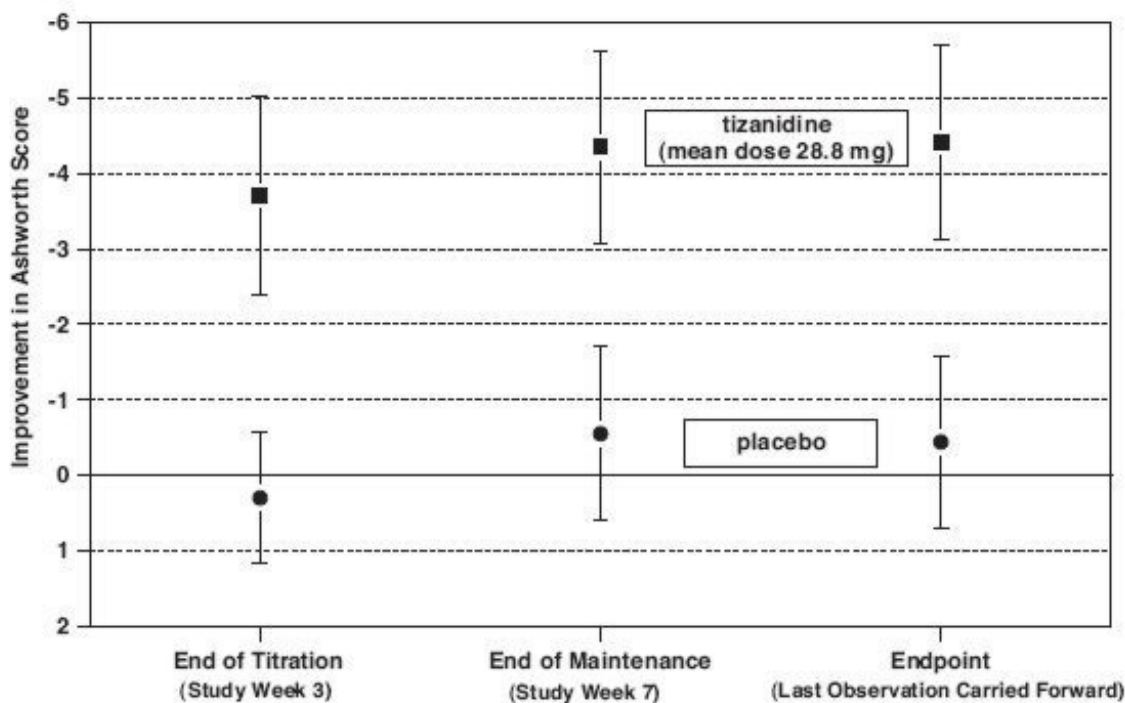 Improvement in Ashworth Score
-6
-5
-4
-3
-2
-1
0
1
2
tizanidine
(mean dose 28.8 mg)
placebo
End of Titration
(Study Week 3)
End of Maintenance
(Study Week 7)
Endpoint
(Last Observation Carried Forward)